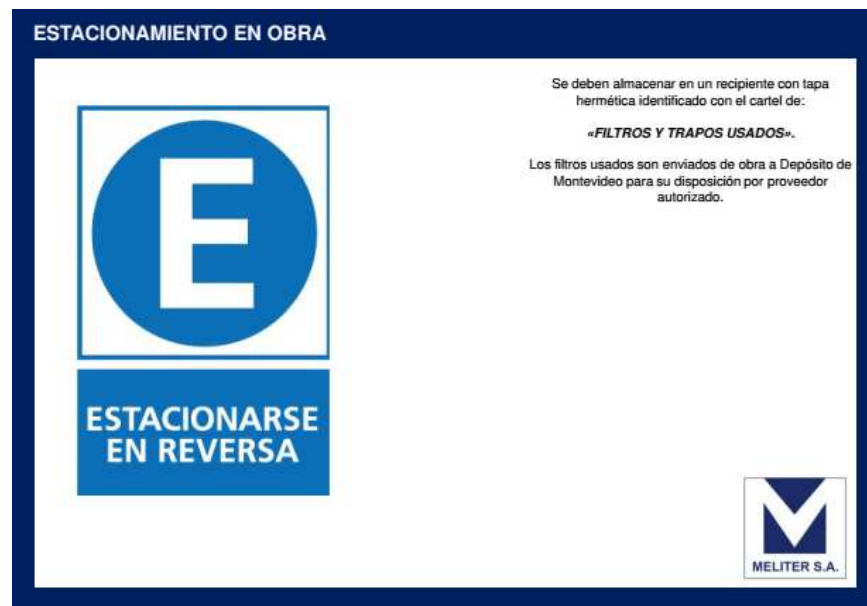 ESTACIONAMIENTO EN OBRA
E
ESTACIONARSE
EN REVERSA
Se deben almacenar en un recipiente con tapa
hermética identificado con el cartel de:
«FILTROS Y TRAPOS USADOS».
Los filtros usados son enviados de obra a Depósito de
Montevideo para su disposición por proveedor
autorizado.
MELITER S.A.